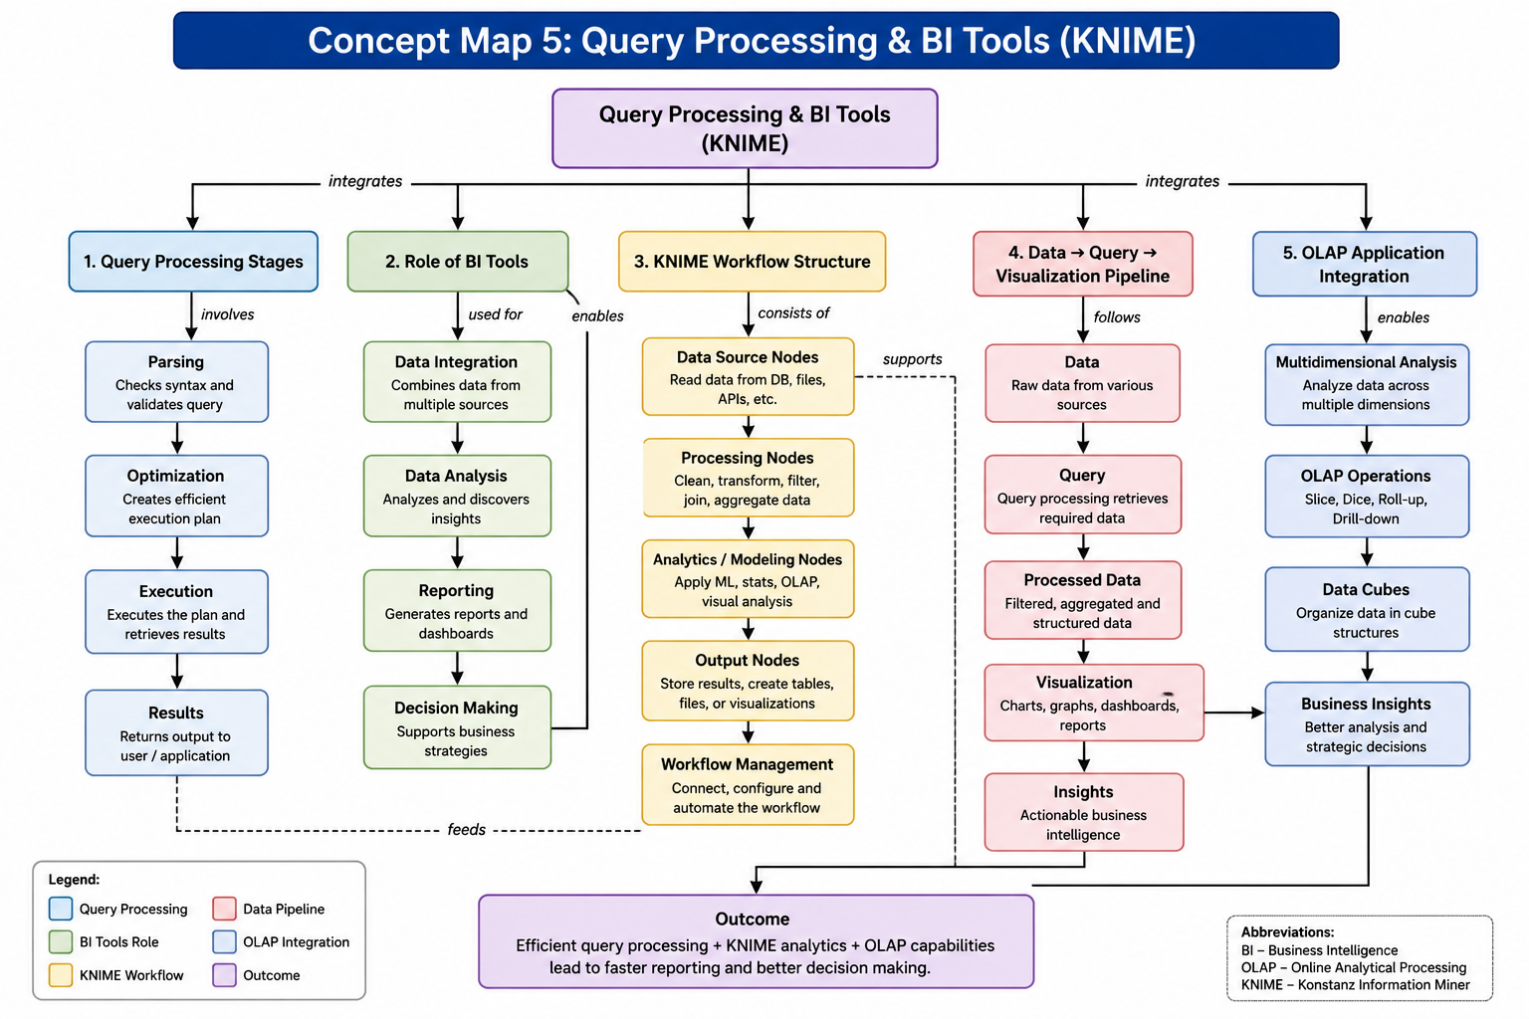 Concept Map 5: Query Processing & BI Tools (KNIME)
Query Processing & BI Tools
(KNIME)
integrates
integrates
1. Query Processing Stages
involves
Parsing
Checks syntax and
validates query
Optimization
Creates efficient
execution plan
Execution
Executes the plan and
retrieves results
Results
Returns output to
user / application
feeds
2. Role of BI Tools
used for
enables
Data Integration
Combines data from
multiple sources
Data Analysis
Analyzes and discovers
insights
Reporting
Generates reports and
dashboards
Decision Making
Supports business
strategies
3. KNIME Workflow Structure
consists of
Data Source Nodes
Read data from DB, files,
APIs, etc.
supports
Processing Nodes
Clean, transform, filter,
join, aggregate data
Analytics / Modeling Nodes
Apply ML, stats, OLAP,
visual analysis
Output Nodes
Store results, create tables,
files, or visualizations
Workflow Management
Connect, configure and
automate the workflow
4. Data → Query →
Visualization Pipeline
follows
Data
Raw data from various
sources
Query
Query processing retrieves
required data
Processed Data
Filtered, aggregated and
structured data
Visualization
Charts, graphs, dashboards,
reports
Insights
Actionable business
intelligence
5. OLAP Application
Integration
enables
Multidimensional Analysis
Analyze data across
multiple dimensions
OLAP Operations
Slice, Dice, Roll-up,
Drill-down
Data Cubes
Organize data in cube
structures
Business Insights
Better analysis and
strategic decisions
Outcome
Efficient query processing + KNIME analytics + OLAP capabilities
lead to faster reporting and better decision making.
Legend:
Query Processing
Data Pipeline
BI Tools Role
OLAP Integration
KNIME Workflow
Outcome
Abbreviations:
BI – Business Intelligence
OLAP – Online Analytical Processing
KNIME – Konstanz Information Miner